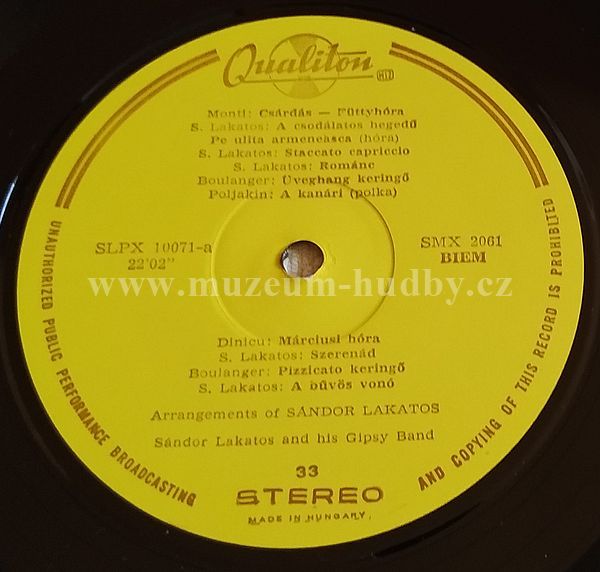 Qualiton
Monti: Csárdás — Füttyhóra
S. Lakatos: A csodálatos hegedű
Pe ulita armeneasca (hóra)
S. Lakatos: Staccato capriccio
S. Lakatos: Románc
Boulanger: Üveghang keringő
Poljakin: A kanári (polka)
SLPX 10071-a
22'02"
SMX 2061
BIEM
www.muzeum-hudby.cz
Dinicu: Márciusi hóra
S. Lakatos: Szerenád
Boulanger: Pizzicato keringő
S. Lakatos: A bűvös vonó
Arrangements of SÁNDOR LAKATOS
Sándor Lakatos and his Gipsy Band
33
STEREO
MADE IN HUNGARY.
UNAUTHORIZED PUBLIC PERFORMANCE BROADCASTING
AND COPYING OF THIS RECORD IS PROHIBITED